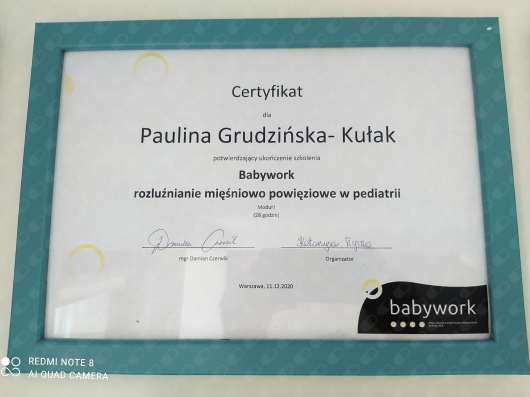 Certyfikat
dla
Paulina Grudzińska- Kułak
potwierdzający ukończenie szkolenia
Babywork
rozluźnianie mięśniowo powięziowe w pediatrii
Moduł I
(28 godzin)
mgr Damian Czerwik
Organizator
Warszawa, 11.12.2020
babywork
REDMI NOTE 8
AI QUAD CAMERA